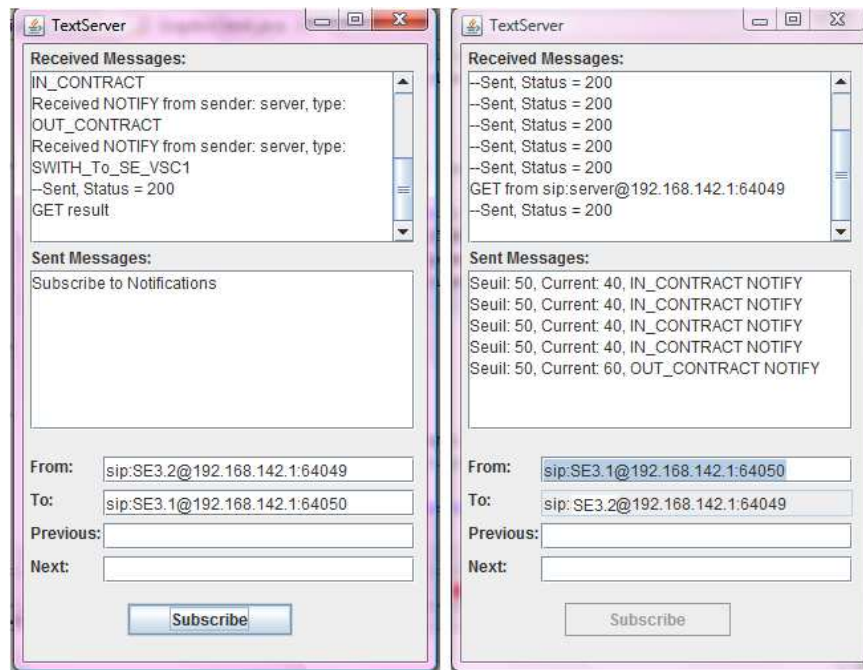 TextServer
Received Messages:
IN_CONTRACT
Received NOTIFY from sender: server, type:
OUT_CONTRACT
Received NOTIFY from sender: server, type:
SWITH_To_SE_VSC1
--Sent, Status = 200
GET result
Sent Messages:
Subscribe to Notifications
From: sip:SE3.2@192.168.142.1:64049
To: sip:SE3.1@192.168.142.1:64050
Previous:
Next:
Subscribe
TextServer
Received Messages:
--Sent, Status = 200
--Sent, Status = 200
--Sent, Status = 200
--Sent, Status = 200
--Sent, Status = 200
GET from sip:server@192.168.142.1:64049
--Sent, Status = 200
Sent Messages:
Seuil: 50, Current: 40, IN_CONTRACT NOTIFY
Seuil: 50, Current: 40, IN_CONTRACT NOTIFY
Seuil: 50, Current: 40, IN_CONTRACT NOTIFY
Seuil: 50, Current: 40, IN_CONTRACT NOTIFY
Seuil: 50, Current: 60, OUT_CONTRACT NOTIFY
From: sip:SE3.1@192.168.142.1:64050
To: sip: SE3.2@192.168.142.1:64049
Previous:
Next:
Subscribe